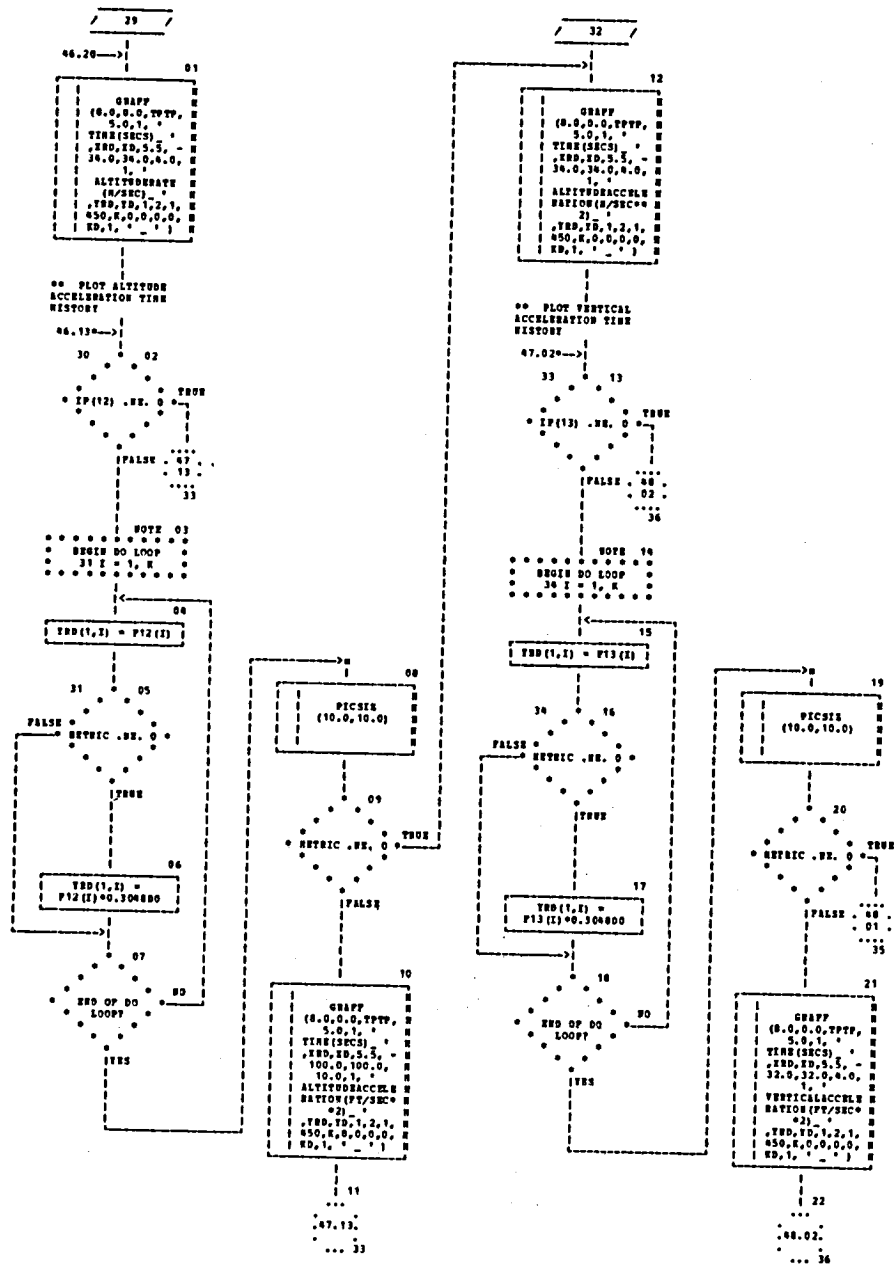 29
46.20-->
01
GRAFF
(8.0,0.0,TPTP,
5.0,1, '
TIME(SECS)_ '
,XRD,XD,5.5, -
34.0,34.0,4.0,
1, '
ALTITUDERATE
(M/SEC)_ '
,YRD,YD,1,2,1,
450,K,0,0,0,0,
KD,1, ' _ ' )
** PLOT ALTITUDE
ACCELERATION TIME
HISTORY
46.13*-->
30 02
IP(12) .NE. 0
TRUE
FALSE
47
13
33
NOTE 03
BEGIN DO LOOP
31 I = 1, K
04
YRD(1,I) = P12(I)
31 05
FALSE
METRIC .NE. 0
TRUE
06
YRD(1,I) =
P12(I)*0.304800
07
END OF DO
LOOP?
NO
YES
08
PICSIZ
(10.0,10.0)
09
METRIC .NE. 0
TRUE
FALSE
10
GRAFF
(8.0,0.0,TPTP,
5.0,1, '
TIME(SECS)_ '
,XRD,XD,5.5, -
100.0,100.0,
10.0,1, '
ALTITUDEACCELE
RATION(FT/SEC*
*2)_ '
,YRD,YD,1,2,1,
450,K,0,0,0,0,
KD,1, ' _ ' )
11
.47.13.
33
32
12
GRAFF
(8.0,0.0,TPTP,
5.0,1, '
TIME(SECS)_ '
,XRD,XD,5.5, -
34.0,34.0,4.0,
1, '
ALTITUDEACCELE
RATION(M/SEC**
2)_ '
,YRD,YD,1,2,1,
450,K,0,0,0,0,
KD,1, ' _ ' )
** PLOT VERTICAL
ACCELERATION TIME
HISTORY
47.02*-->
33 13
IP(13) .NE. 0
TRUE
FALSE
48
02
36
NOTE 14
BEGIN DO LOOP
34 I = 1, K
15
YRD(1,I) = P13(I)
34 16
FALSE
METRIC .NE. 0
TRUE
17
YRD(1,I) =
P13(I)*0.304800
18
END OF DO
LOOP?
NO
YES
19
PICSIZ
(10.0,10.0)
20
METRIC .NE. 0
TRUE
FALSE
48
01
35
21
GRAFF
(8.0,0.0,TPTP,
5.0,1, '
TIME(SECS)_ '
,XRD,XD,5.5, -
32.0,32.0,4.0,
1, '
VERTICALACCELE
RATION(FT/SEC*
*2)_ '
,YRD,YD,1,2,1,
450,K,0,0,0,0,
KD,1, ' _ ' )
22
.48.02.
36